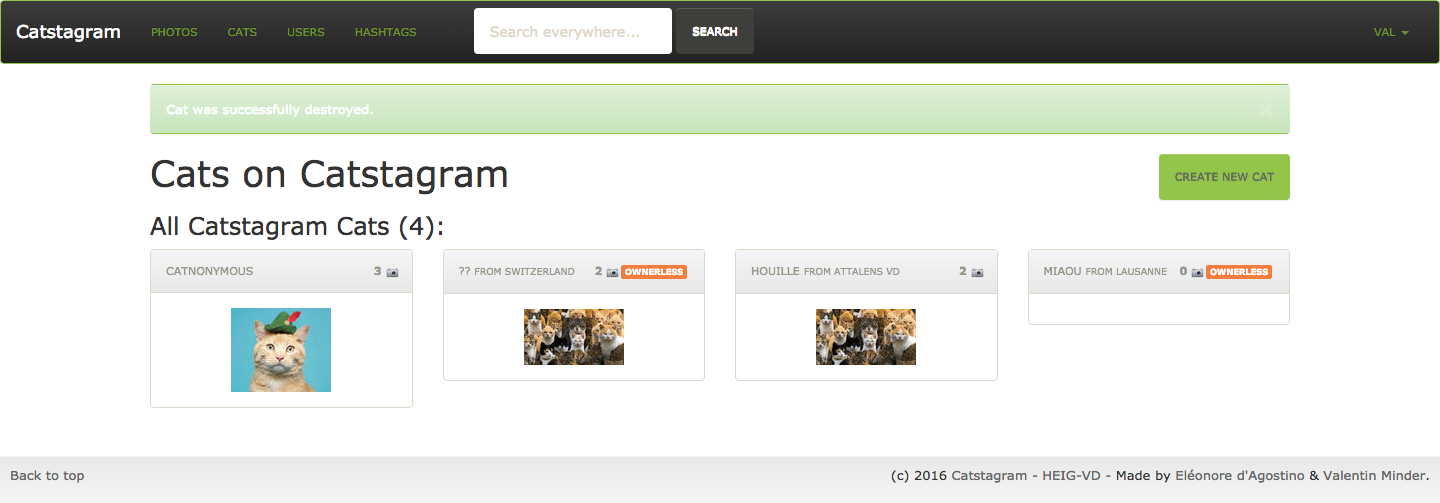 Catstagram PHOTOS CATS USERS HASHTAGS Search everywhere... SEARCH VAL
Cat was successfully destroyed. ×
Cats on Catstagram CREATE NEW CAT
All Catstagram Cats (4):
CATNONYMOUS 3
?? FROM SWITZERLAND 2 OWNERLESS
HOUILLE FROM ATTALENS VD 2
MIAOU FROM LAUSANNE 0 OWNERLESS
Back to top (c) 2016 Catstagram - HEIG-VD - Made by Eléonore d'Agostino & Valentin Minder.